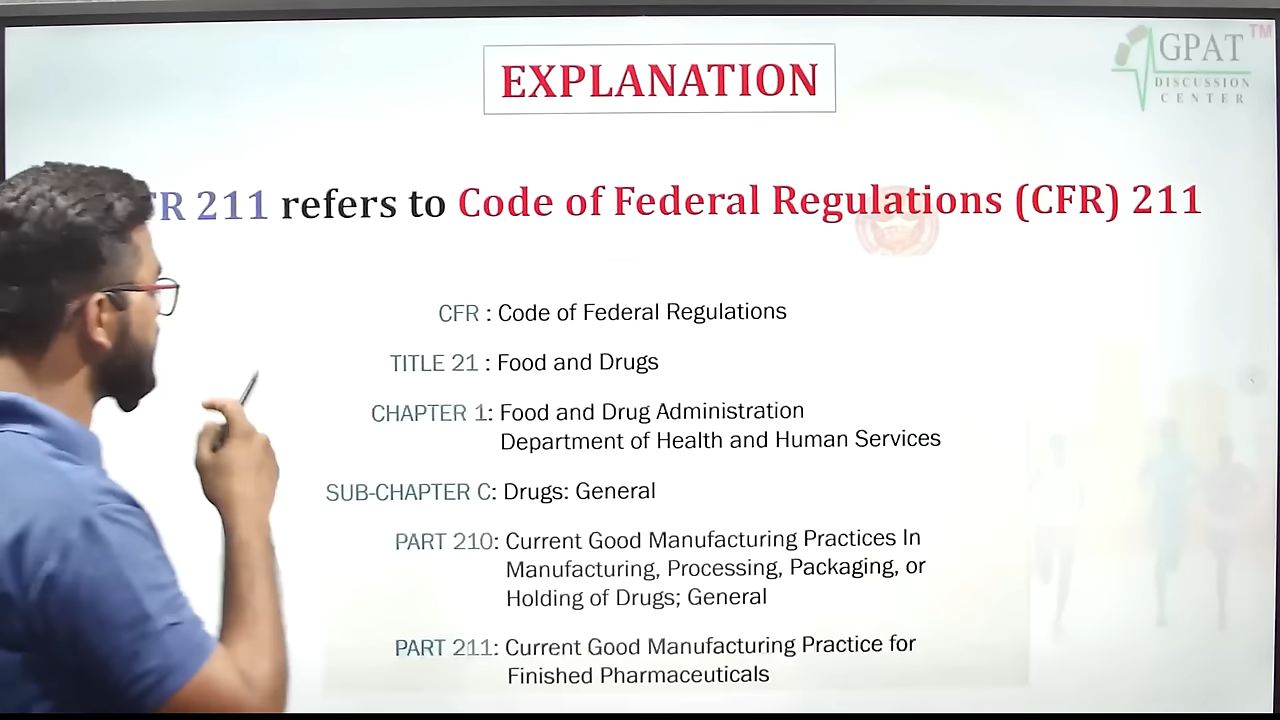 EXPLANATION
GPAT TM
DISCUSSION
CENTER
211 refers to Code of Federal Regulations (CFR) 211
CFR : Code of Federal Regulations
TITLE 21 : Food and Drugs
CHAPTER 1: Food and Drug Administration
Department of Health and Human Services
SUB-CHAPTER C: Drugs: General
PART 210: Current Good Manufacturing Practices In
Manufacturing, Processing, Packaging, or
Holding of Drugs; General
PART 211: Current Good Manufacturing Practice for
Finished Pharmaceuticals